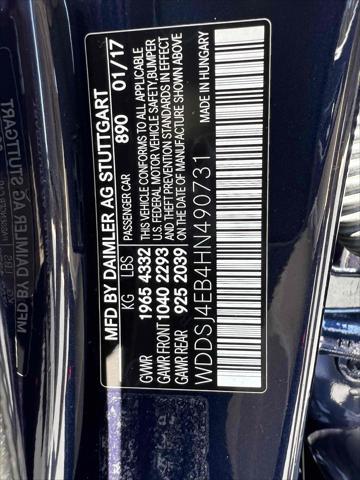 MFD BY DAIMLER AG STUTTGART
PASSENGER CAR 890 01/17
KG LBS
GVWR 1965 4332
GAWR FRONT 1040 2293
GAWR REAR 925 2039
THIS VEHICLE CONFORMS TO ALL APPLICABLE
U.S. FEDERAL MOTOR VEHICLE SAFETY, BUMPER
AND THEFT PREVENTION STANDARDS IN EFFECT
ON THE DATE OF MANUFACTURE SHOWN ABOVE
WDDSJ4EB4HN490731
MADE IN HUNGARY